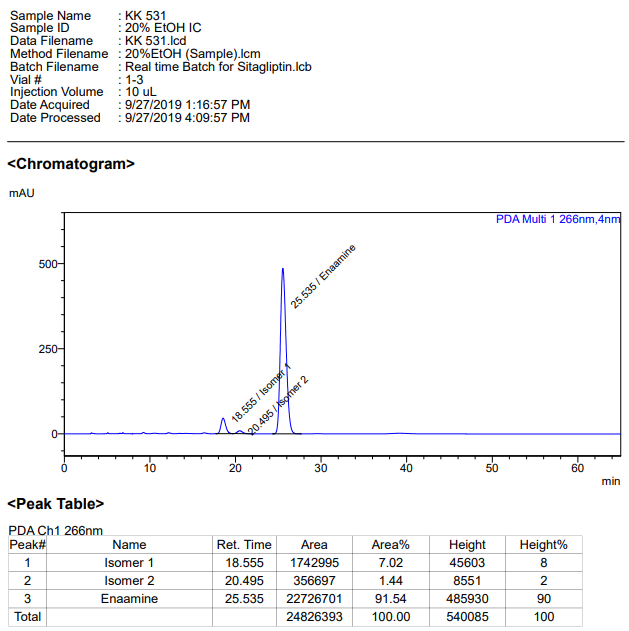 Sample Name : KK 531
Sample ID : 20% EtOH IC
Data Filename : KK 531.lcd
Method Filename : 20%EtOH (Sample).lcm
Batch Filename : Real time Batch for Sitagliptin.lcb
Vial # : 1-3
Injection Volume : 10 uL
Date Acquired : 9/27/2019 1:16:57 PM
Date Processed : 9/27/2019 4:09:57 PM
<Chromatogram>
mAU
PDA Multi 1 266nm,4nm
500
250
0
18.555 / Isomer 1
20.495 / Isomer 2
25.535 / Enaamine
0 10 20 30 40 50 60
min
<Peak Table>
PDA Ch1 266nm
Peak# Name Ret. Time Area Area% Height Height%
1 Isomer 1 18.555 1742995 7.02 45603 8
2 Isomer 2 20.495 356697 1.44 8551 2
3 Enaamine 25.535 22726701 91.54 485930 90
Total 24826393 100.00 540085 100